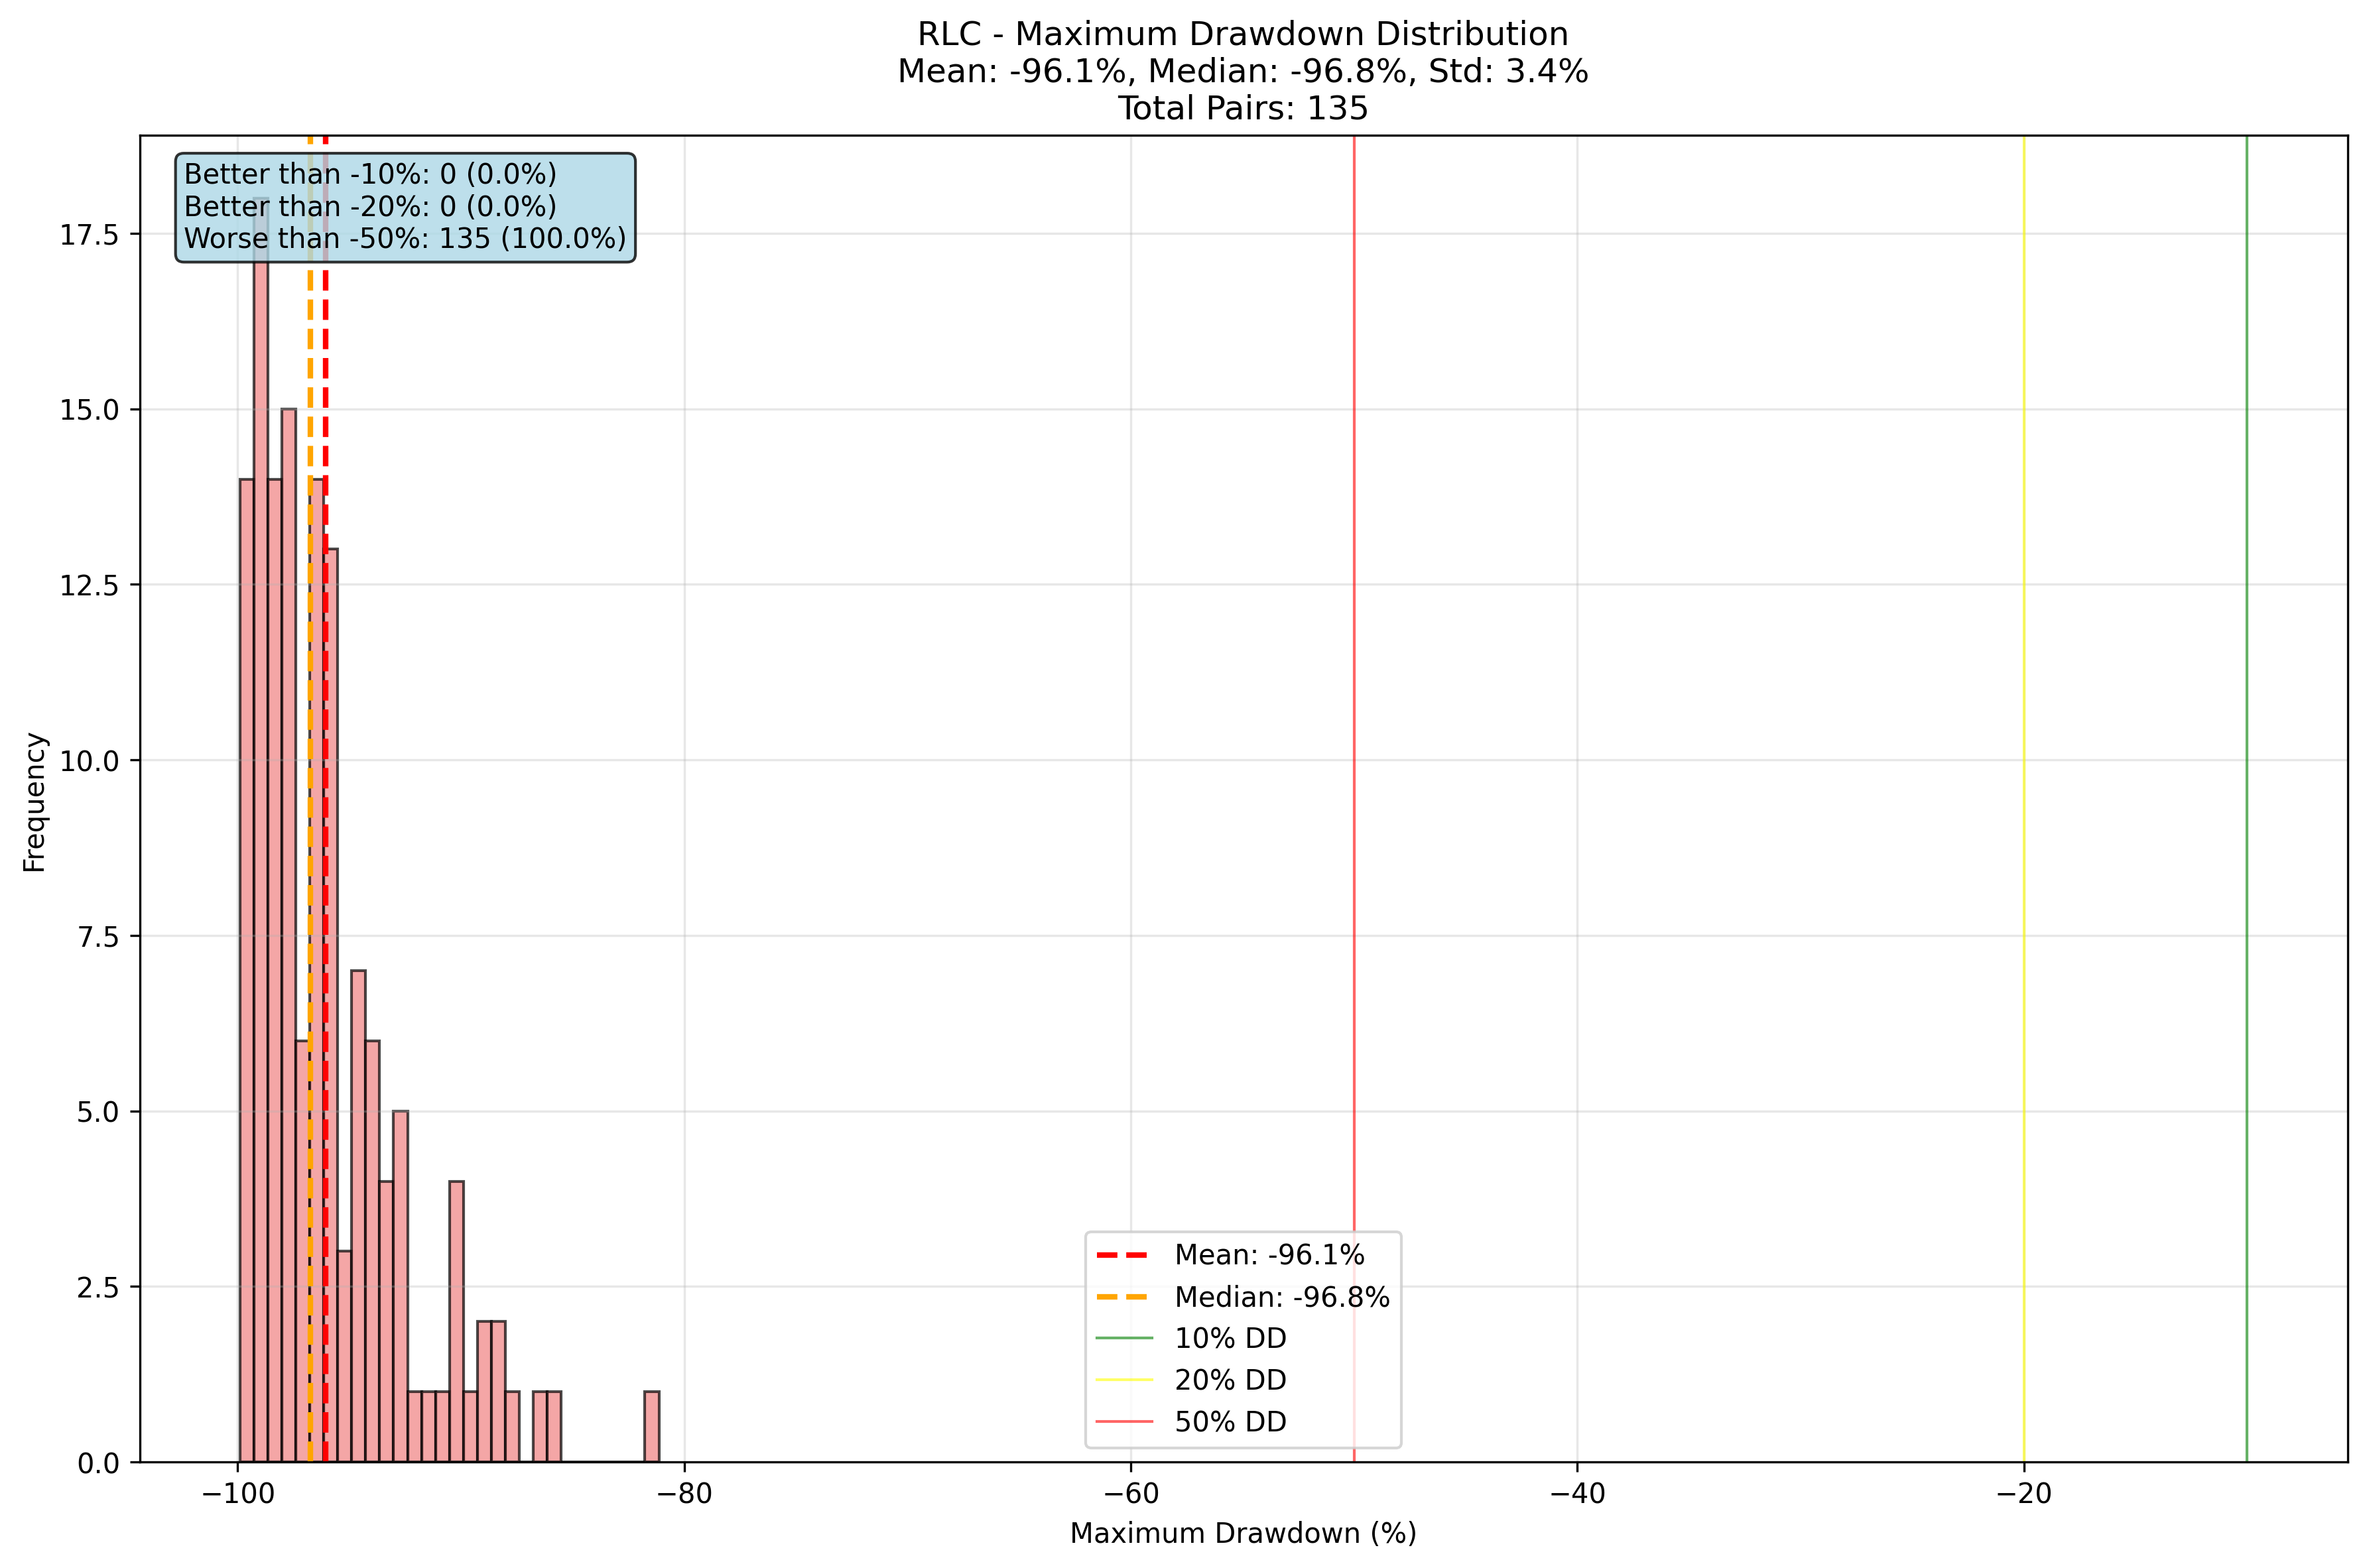 RLC - Maximum Drawdown Distribution
Mean: -96.1%, Median: -96.8%, Std: 3.4%
Total Pairs: 135
Better than -10%: 0 (0.0%)
Better than -20%: 0 (0.0%)
Worse than -50%: 135 (100.0%)
17.5
15.0
12.5
10.0
7.5
5.0
2.5
0.0
Frequency
Mean: -96.1%
Median: -96.8%
10% DD
20% DD
50% DD
−100
−80
−60
−40
−20
Maximum Drawdown (%)